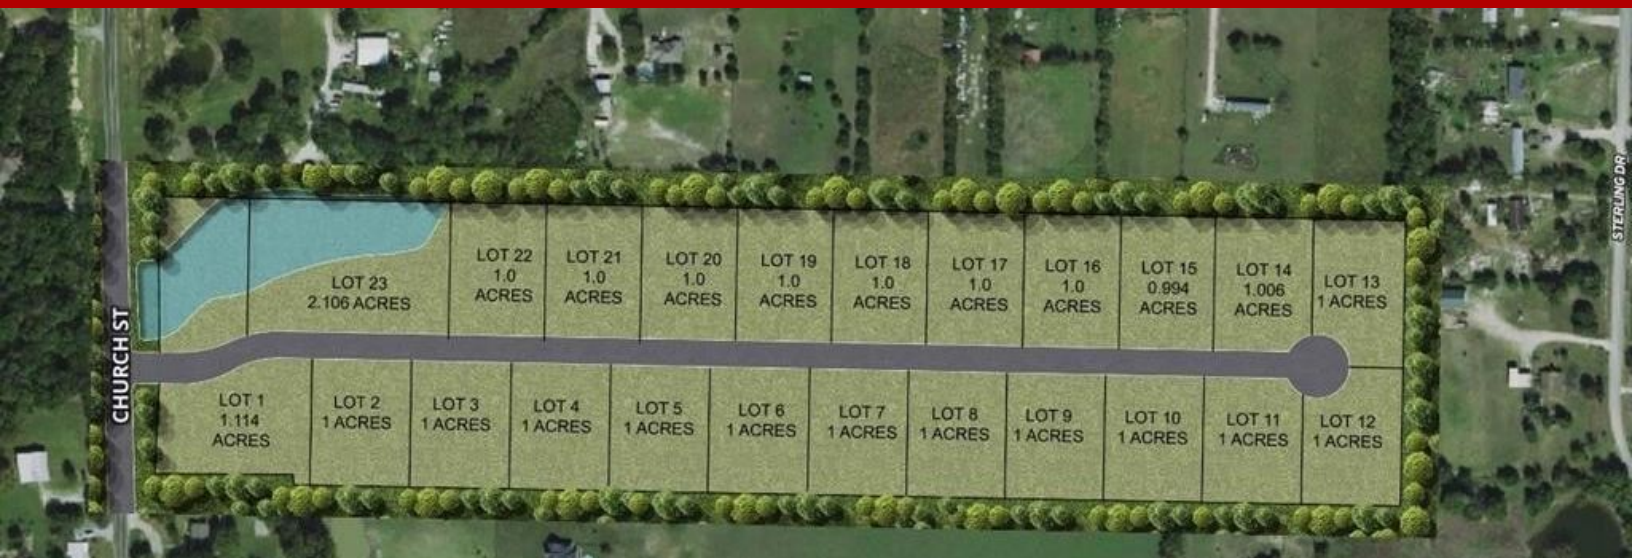 CHURCH ST
STERLING DR
LOT 23
2.106 ACRES
LOT 22
1.0
ACRES
LOT 21
1.0
ACRES
LOT 20
1.0
ACRES
LOT 19
1.0
ACRES
LOT 18
1.0
ACRES
LOT 17
1.0
ACRES
LOT 16
1.0
ACRES
LOT 15
0.994
ACRES
LOT 14
1.006
ACRES
LOT 13
1 ACRES
LOT 1
1.114
ACRES
LOT 2
1 ACRES
LOT 3
1 ACRES
LOT 4
1 ACRES
LOT 5
1 ACRES
LOT 6
1 ACRES
LOT 7
1 ACRES
LOT 8
1 ACRES
LOT 9
1 ACRES
LOT 10
1 ACRES
LOT 11
1 ACRES
LOT 12
1 ACRES